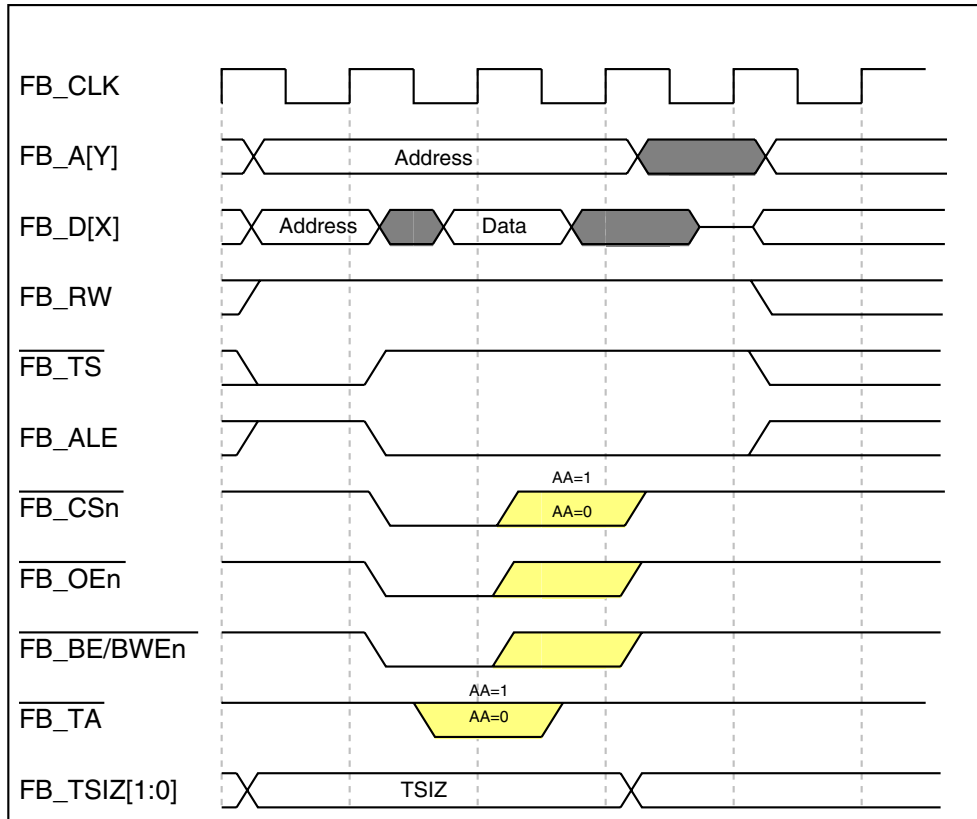 FB_CLK
FB_A[Y] Address
FB_D[X] Address Data
FB_RW
FB_TS
FB_ALE
AA=1
FB_CSn AA=0
FB_OEn
FB_BE/BWEn
AA=1
FB_TA AA=0
FB_TSIZ[1:0] TSIZ